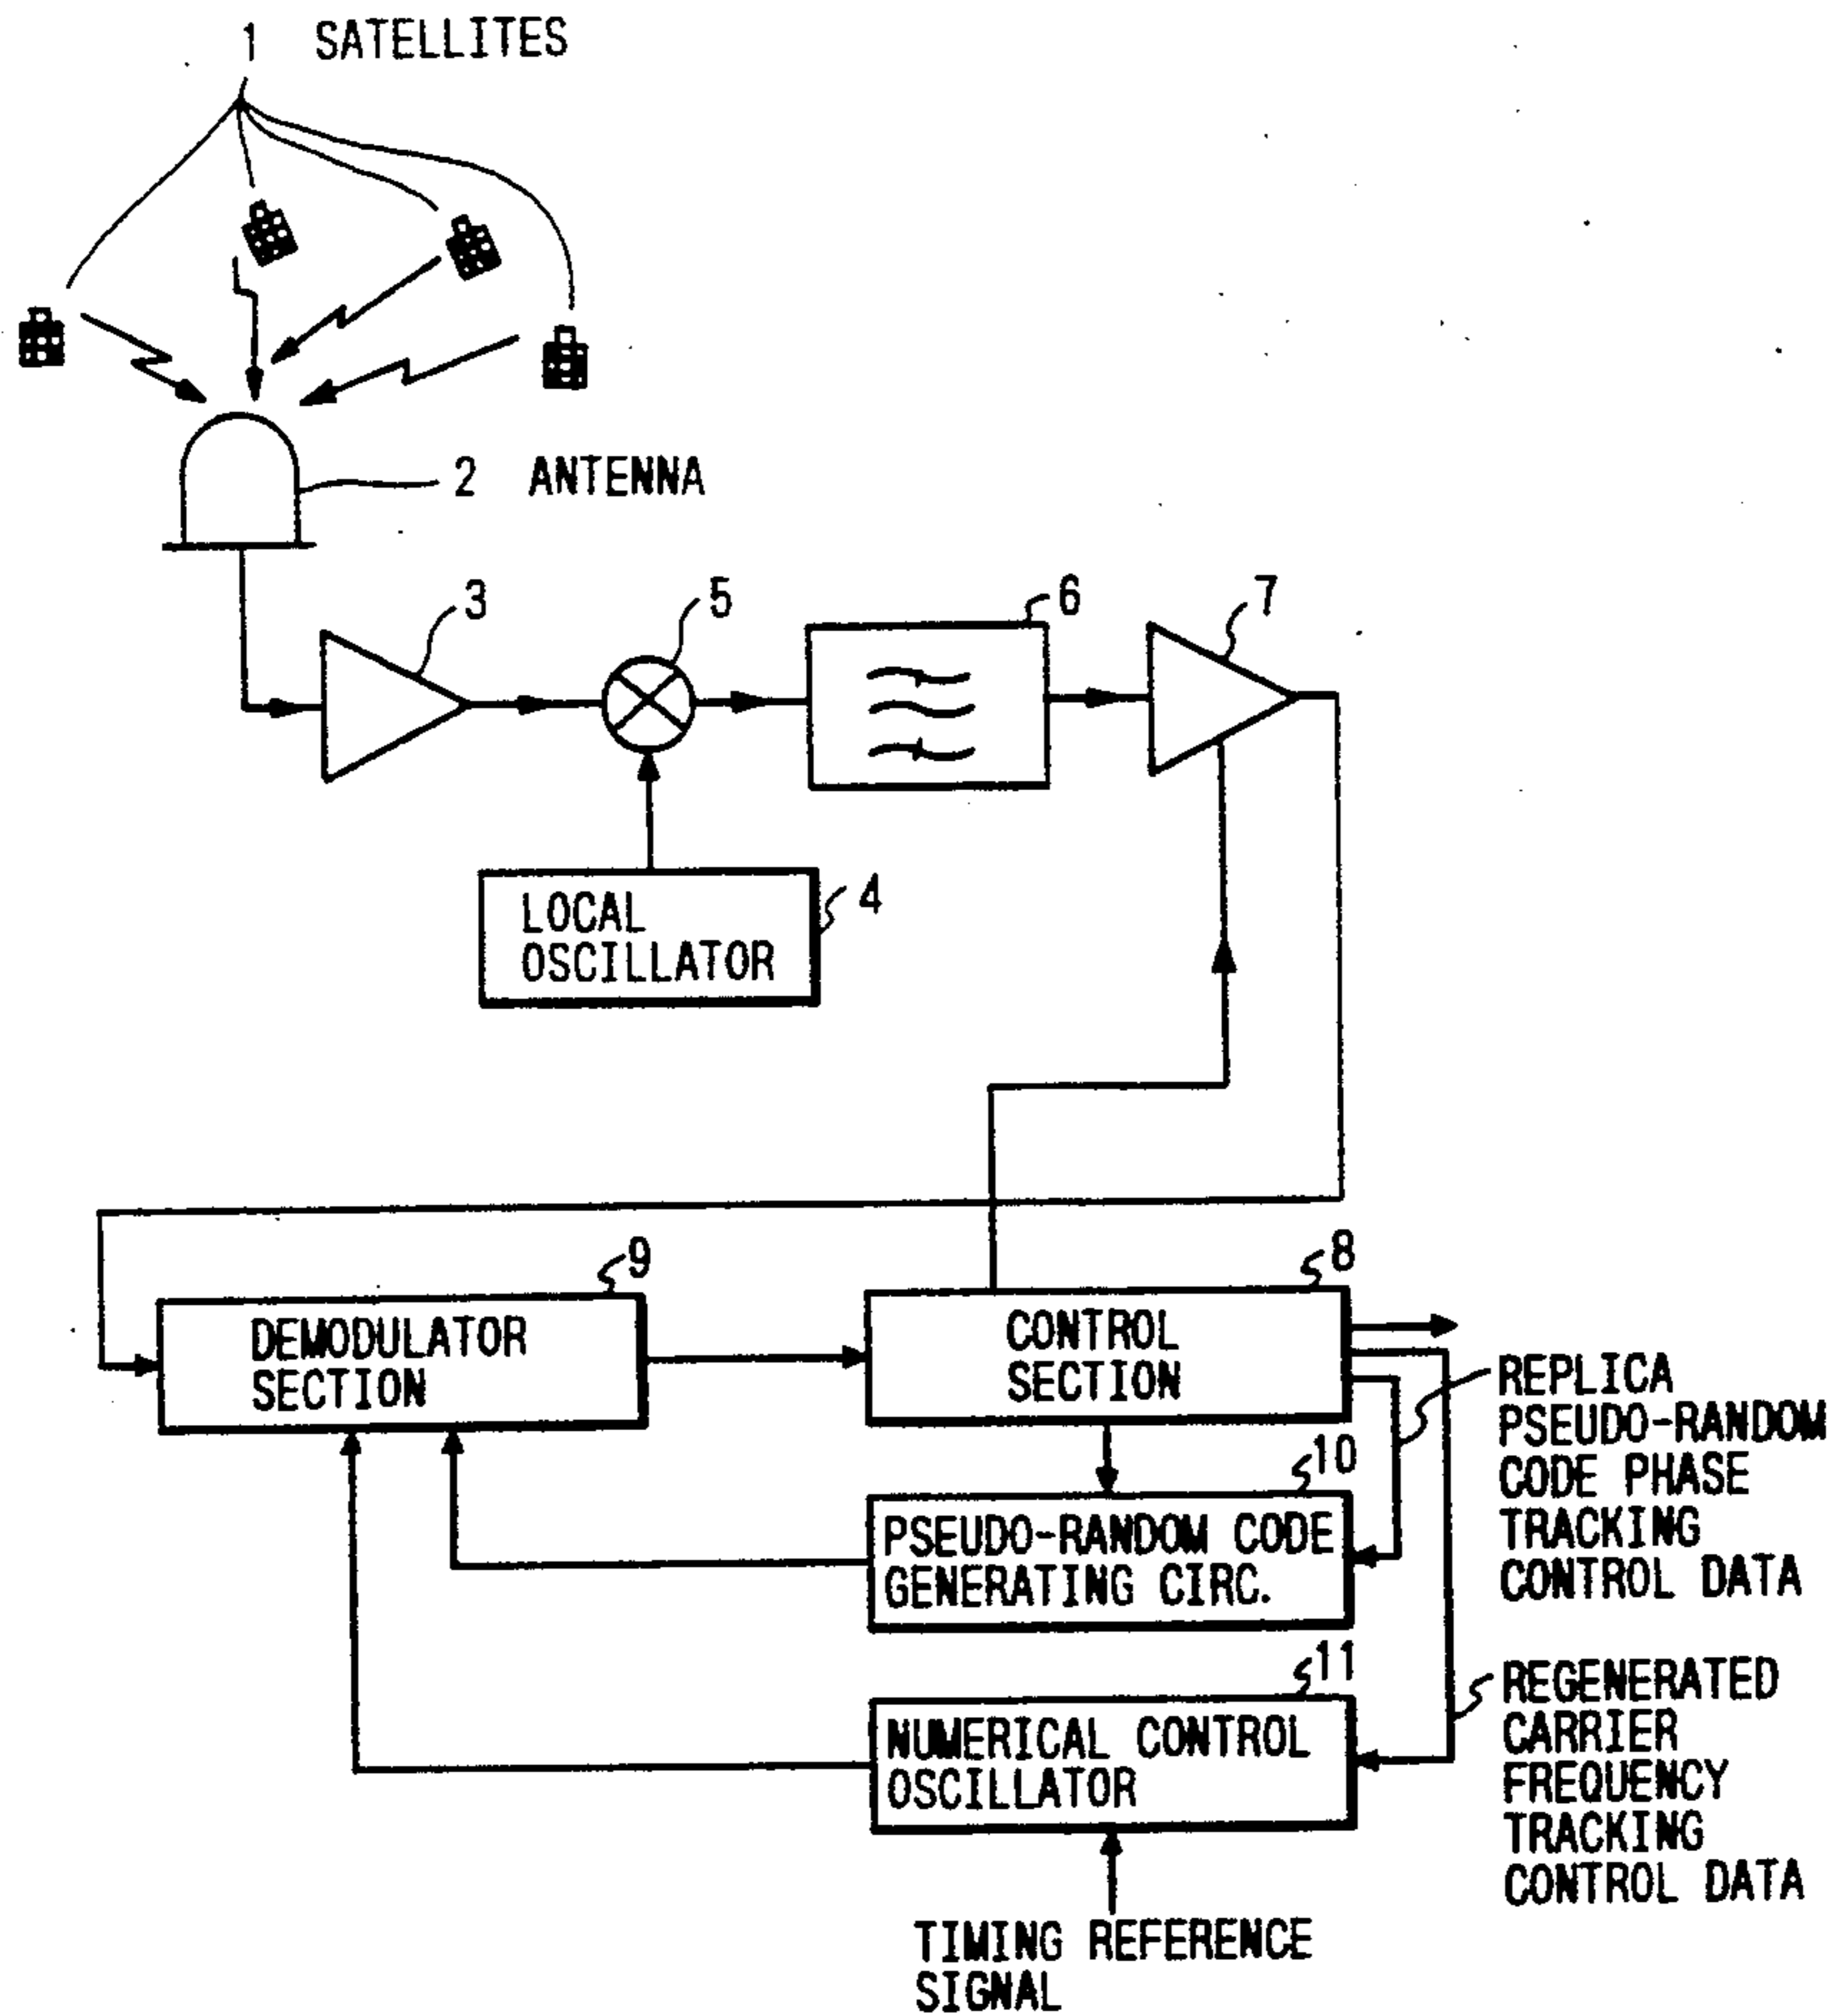 1 SATELLITES
2 ANTENNA
3
5
6
7
LOCAL
OSCILLATOR
4
9
8
DEMODULATOR
SECTION
CONTROL
SECTION
REPLICA
PSEUDO-RANDOM
CODE PHASE
TRACKING
CONTROL DATA
10
PSEUDO-RANDOM CODE
GENERATING CIRC.
11
NUMERICAL CONTROL
OSCILLATOR
REGENERATED
CARRIER
FREQUENCY
TRACKING
CONTROL DATA
TIMING REFERENCE
SIGNAL